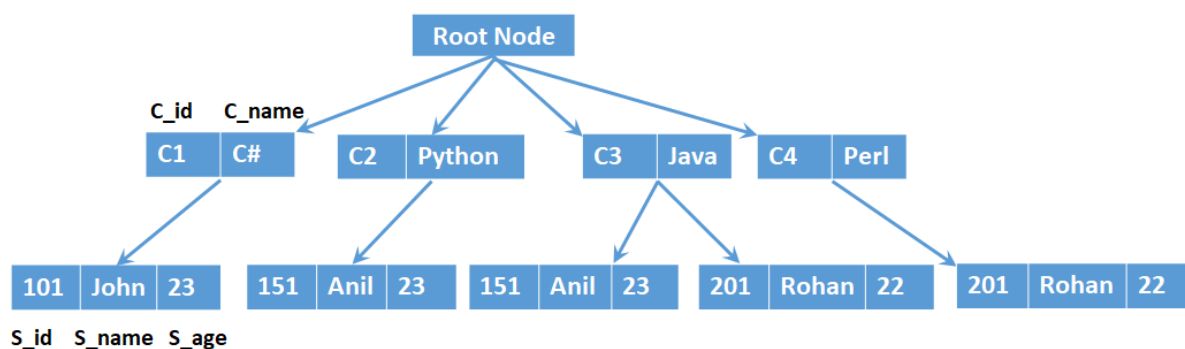 Root Node
C_id C_name
C1 C# C2 Python C3 Java C4 Perl
101 John 23 151 Anil 23 151 Anil 23 201 Rohan 22 201 Rohan 22
S_id S_name S_age